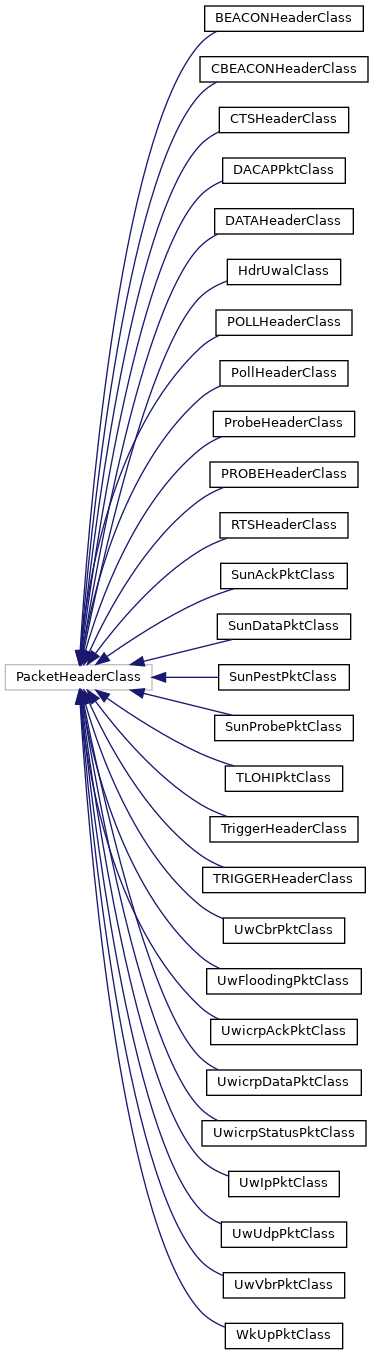 BEACONHeaderClass
CBEACONHeaderClass
CTSHeaderClass
DACAPPktClass
DATAHeaderClass
HdrUwalClass
POLLHeaderClass
PollHeaderClass
ProbeHeaderClass
PROBEHeaderClass
RTSHeaderClass
SunAckPktClass
SunDataPktClass
PacketHeaderClass
SunPestPktClass
SunProbePktClass
TLOHIPktClass
TriggerHeaderClass
TRIGGERHeaderClass
UwCbrPktClass
UwFloodingPktClass
UwicrpAckPktClass
UwicrpDataPktClass
UwicrpStatusPktClass
UwIpPktClass
UwUdpPktClass
UwVbrPktClass
WkUpPktClass